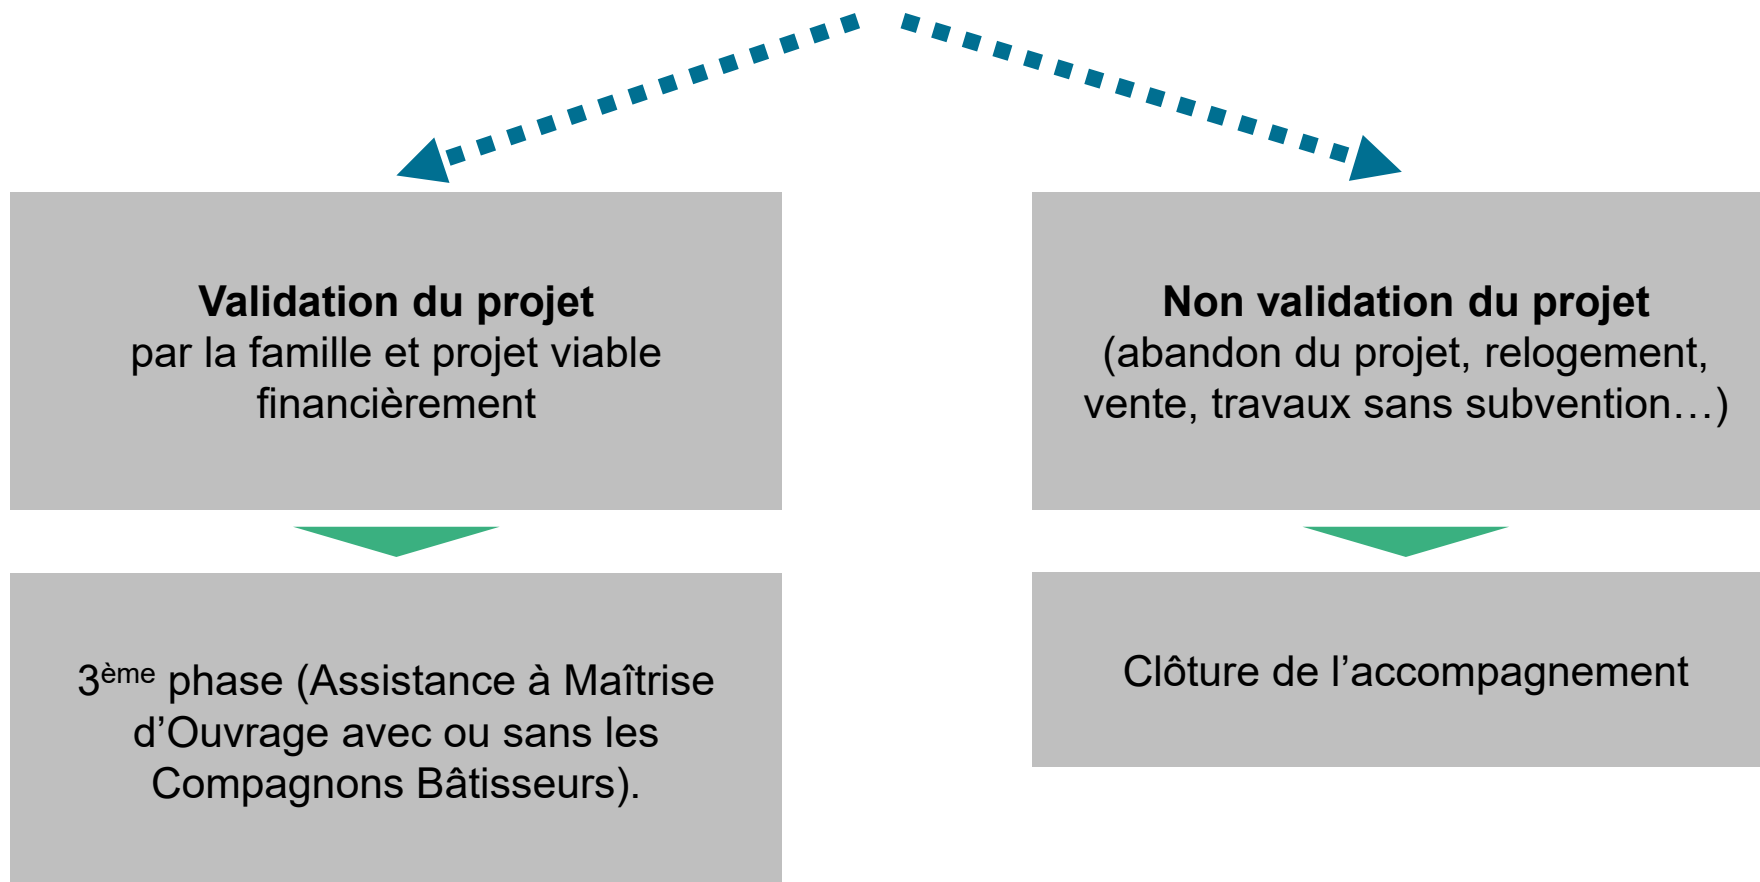 Validation du projet
par la famille et projet viable
financièrement
Non validation du projet
(abandon du projet, relogement,
vente, travaux sans subvention…)
3ème phase (Assistance à Maîtrise
d’Ouvrage avec ou sans les
Compagnons Bâtisseurs).
Clôture de l’accompagnement